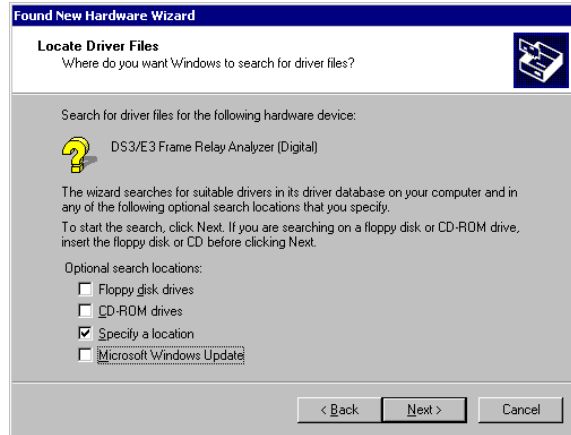 Found New Hardware Wizard
Locate Driver Files
Where do you want Windows to search for driver files?
Search for driver files for the following hardware device:
DS3/E3 Frame Relay Analyzer (Digital)
The wizard searches for suitable drivers in its driver database on your computer and in
any of the following optional search locations that you specify.
To start the search, click Next. If you are searching on a floppy disk or CD-ROM drive,
insert the floppy disk or CD before clicking Next.
Optional search locations:
Floppy disk drives
CD-ROM drives
Specify a location
Microsoft Windows Update
< Back
Next >
Cancel